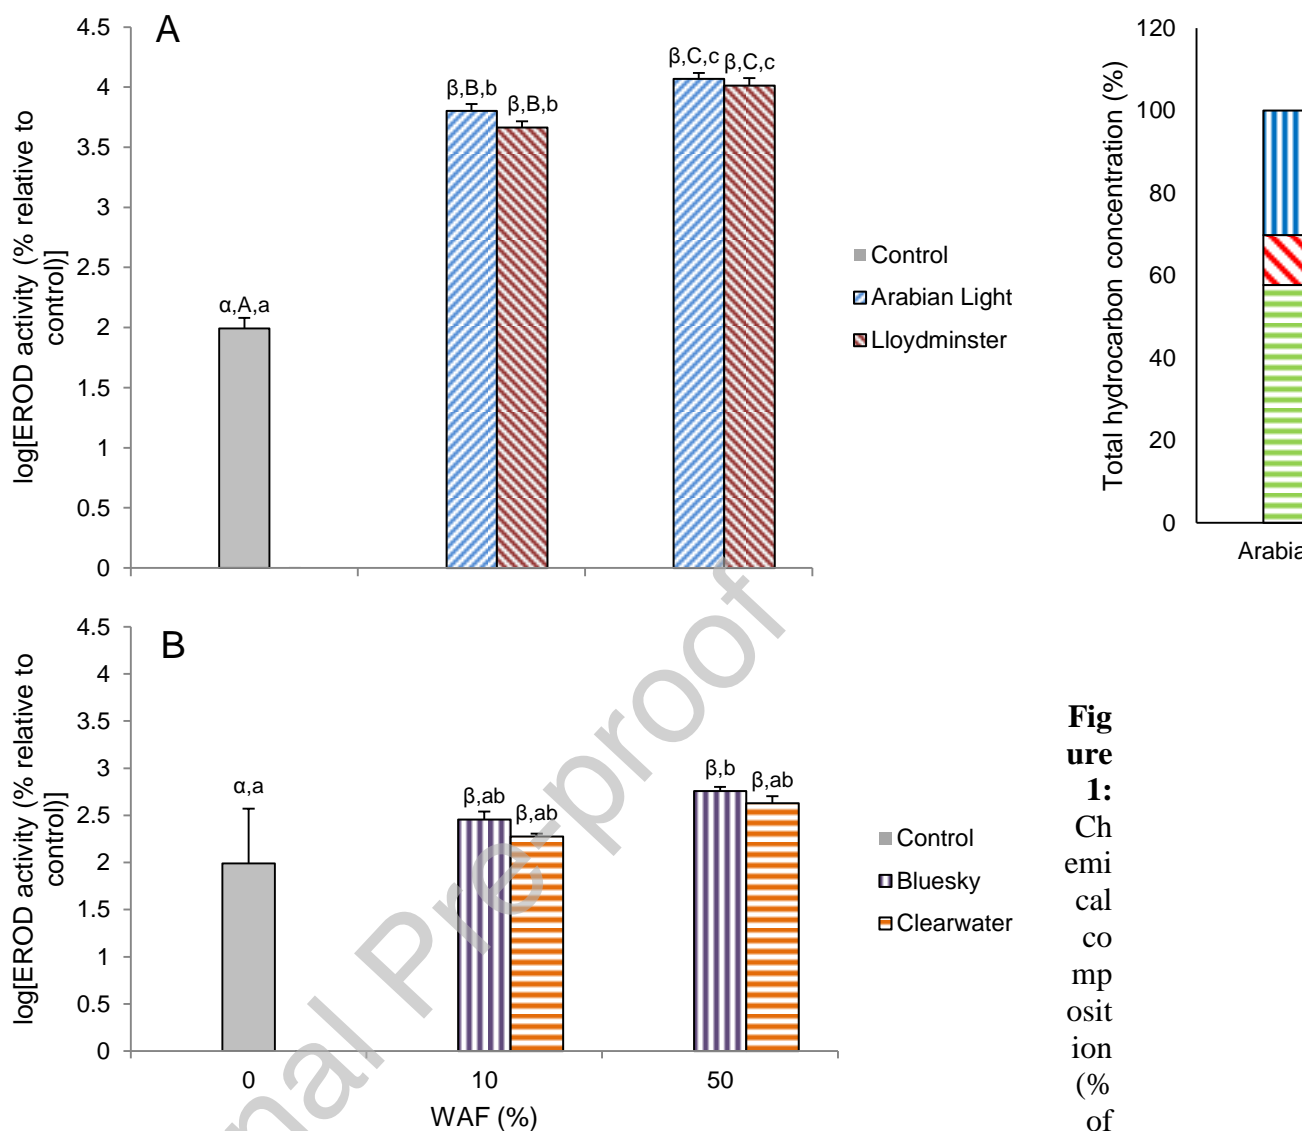 A
log[EROD activity (% relative to
control)]
4.5
4
3.5
3
2.5
2
1.5
1
0.5
0
α,A,a
β,B,b
β,B,b
β,C,c
β,C,c
Control
Arabian Light
Lloydminster
B
log[EROD activity (% relative to
control)]
4.5
4
3.5
3
2.5
2
1.5
1
0.5
0
α,a
β,ab
β,ab
β,b
β,ab
0
10
50
WAF (%)
Control
Bluesky
Clearwater
Total hydrocarbon concentration (%)
120
100
80
60
40
20
0
Arabia
Fig
ure
1:
Ch
emi
cal
co
mp
osit
ion
(%
of
nal Pre-proof